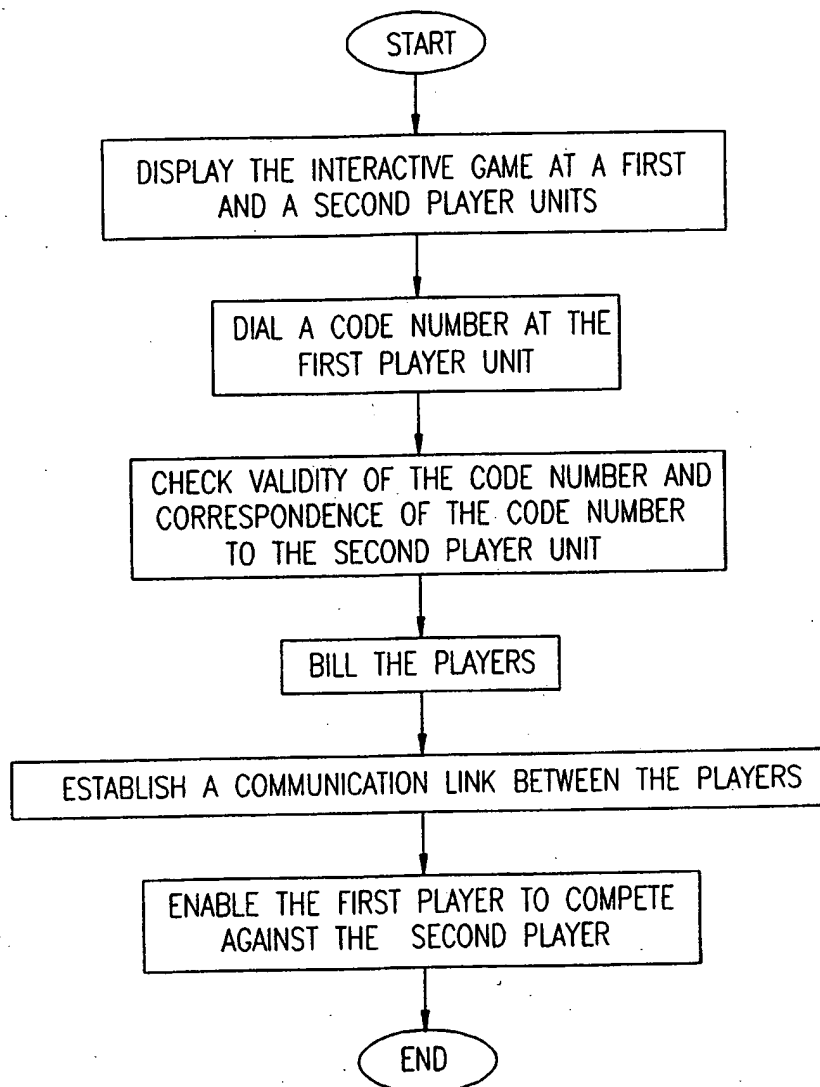 START
DISPLAY THE INTERACTIVE GAME AT A FIRST
AND A SECOND PLAYER UNITS
DIAL A CODE NUMBER AT THE
FIRST PLAYER UNIT
CHECK VALIDITY OF THE CODE NUMBER AND
CORRESPONDENCE OF THE CODE NUMBER
TO THE SECOND PLAYER UNIT
BILL THE PLAYERS
ESTABLISH A COMMUNICATION LINK BETWEEN THE PLAYERS
ENABLE THE FIRST PLAYER TO COMPETE
AGAINST THE SECOND PLAYER
END